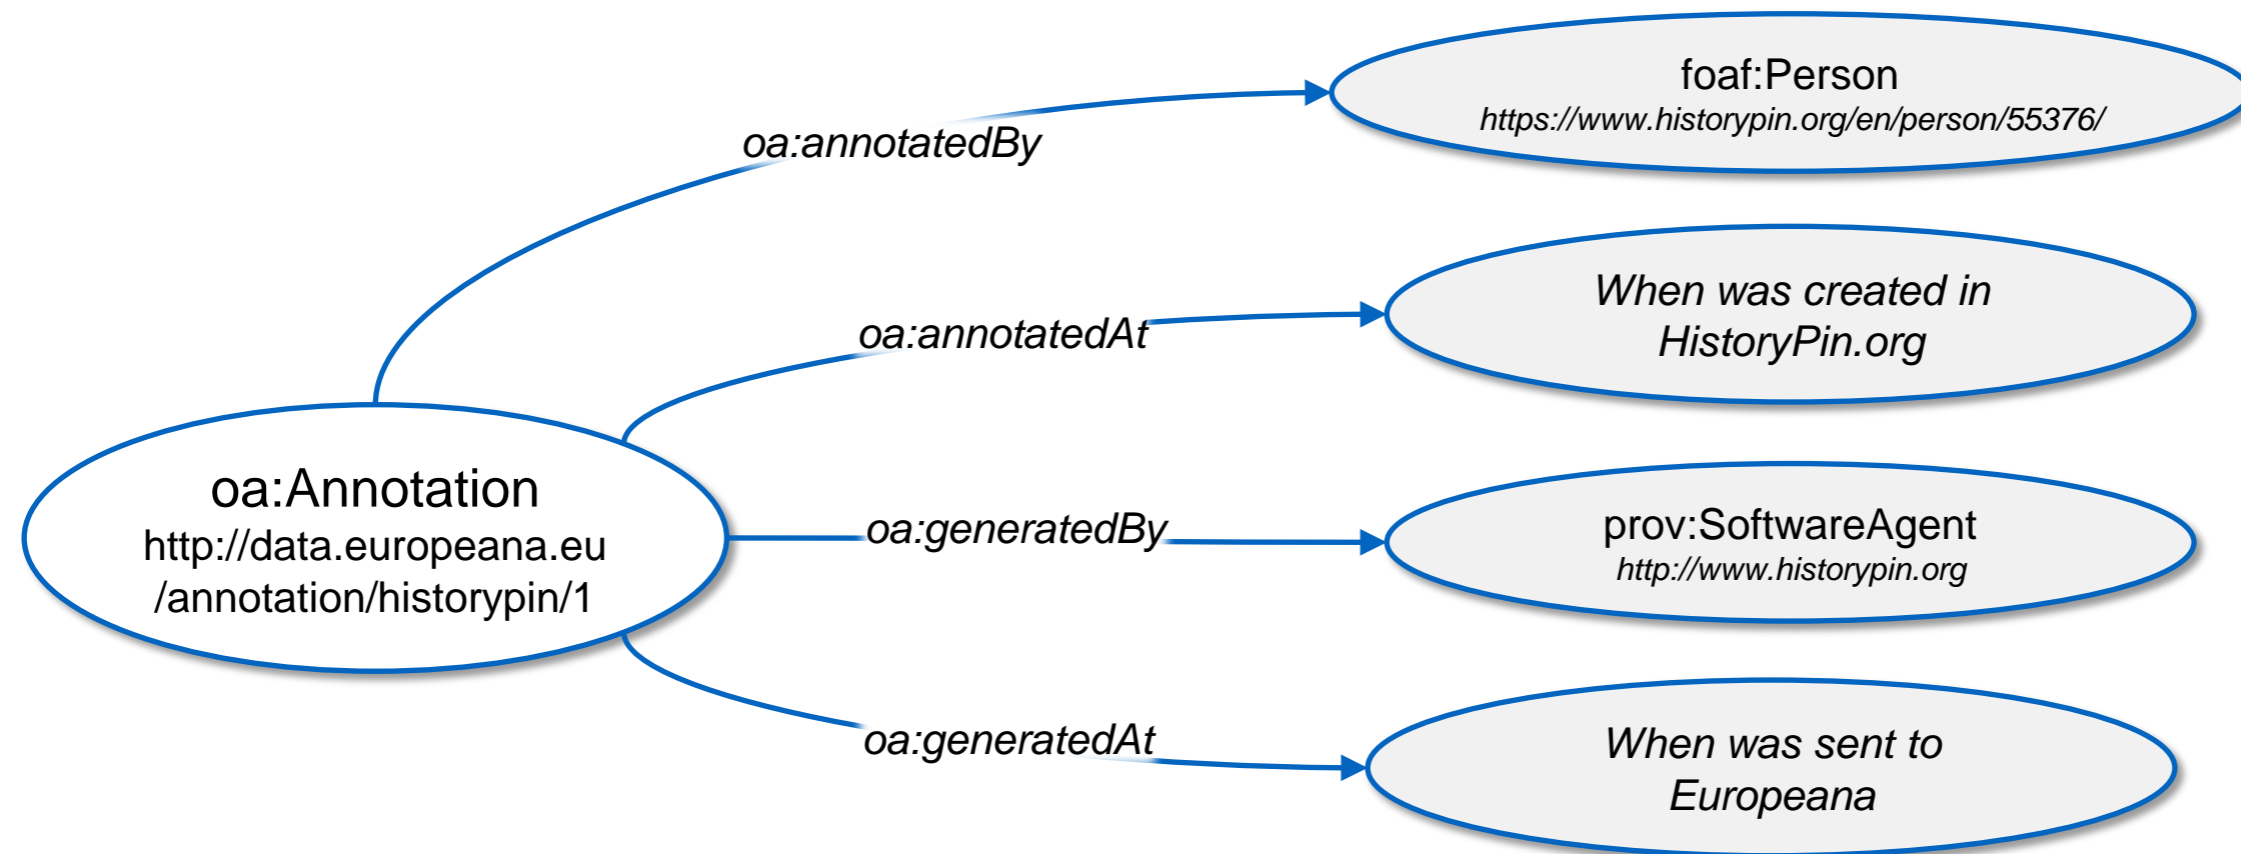 foaf:Person
https://www.historypin.org/en/person/55376/
oa:annotatedBy
When was created in
HistoryPin.org
oa:annotatedAt
oa:Annotation
http://data.europeana.eu
/annotation/historypin/1
oa:generatedBy
prov:SoftwareAgent
http://www.historypin.org
oa:generatedAt
When was sent to
Europeana